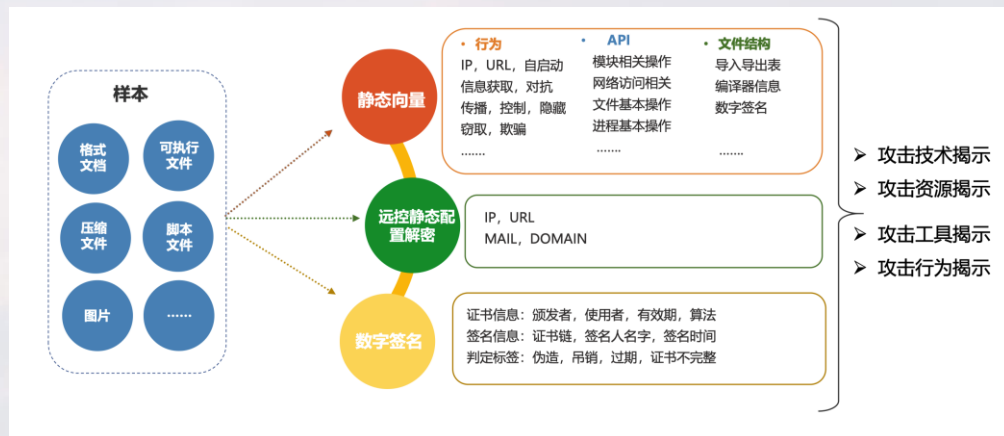 样本
格式
文档
可执行
文件
压缩
文件
脚本
文件
图片
......
静态向量
• 行为
IP, URL, 自启动
信息获取, 对抗
传播, 控制, 隐藏
窃取, 欺骗
.......
• API
模块相关操作
网络访问相关
文件基本操作
进程基本操作
.......
• 文件结构
导入导出表
编译器信息
数字签名
.......
远控静态配
置解密
IP, URL
MAIL, DOMAIN
数字签名
证书信息: 颁发者, 使用者, 有效期, 算法
签名信息: 证书链, 签名人名字, 签名时间
判定标签: 伪造, 吊销, 过期, 证书不完整
➢ 攻击技术揭示
➢ 攻击资源揭示
➢ 攻击工具揭示
➢ 攻击行为揭示